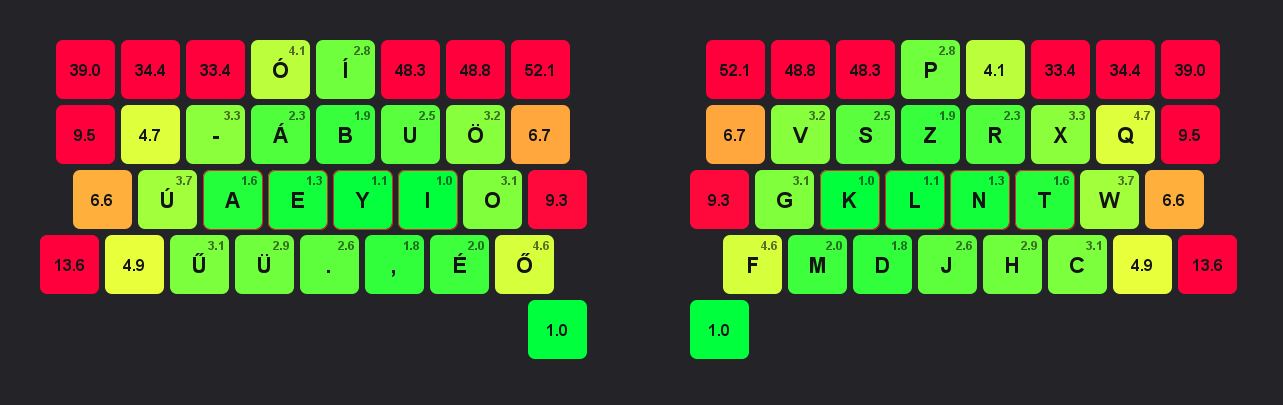 39.0 34.4 33.4 4.1 Ó 2.8 Í 48.3 48.8 52.1 52.1 48.8 48.3 2.8 P 4.1 33.4 34.4 39.0
9.5 4.7 3.3 - 2.3 Á 1.9 B 2.5 U 3.2 Ö 6.7 6.7 3.2 V 2.5 S 1.9 Z 2.3 R 3.3 X 4.7 Q 9.5
6.6 3.7 Ú 1.6 A 1.3 E 1.1 Y 1.0 I 3.1 O 9.3 9.3 3.1 G 1.0 K 1.1 L 1.3 N 1.6 T 3.7 W 6.6
13.6 4.9 3.1 Ű 2.9 Ü 2.6 . 1.8 , 2.0 É 4.6 Ő 4.6 F 2.0 M 1.8 D 2.6 J 2.9 H 3.1 C 4.9 13.6
1.0 1.0